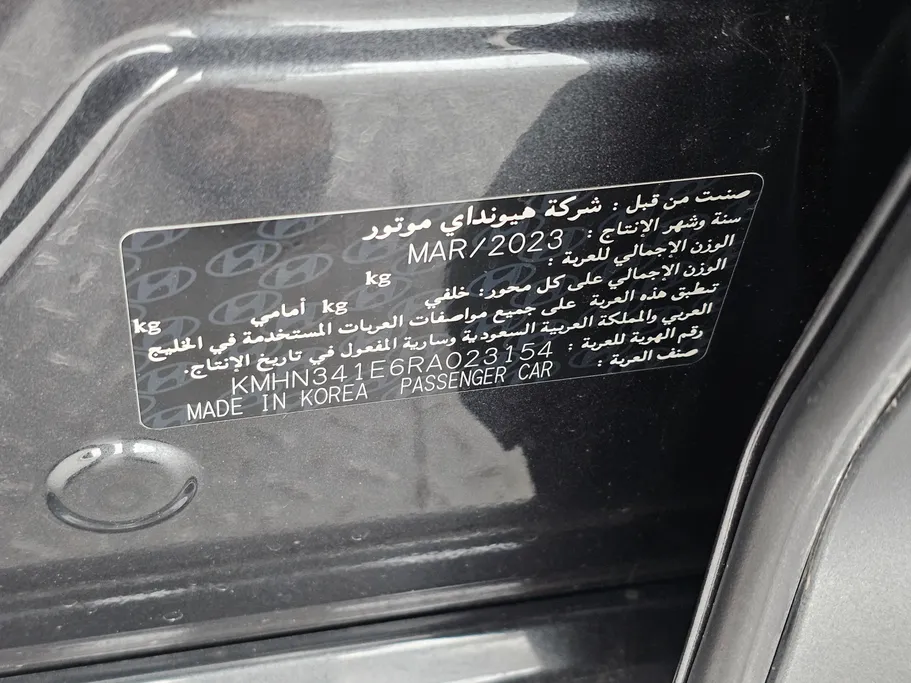 صنعت من قبل : شركة هيونداي موتور
سنة وشهر الإنتاج : MAR/2023
الوزن الإجمالي للعربة : kg
الوزن الإجمالي على كل محور: خلفي kg أمامي kg
تنطبق هذه العربة على جميع مواصفات العربات المستخدمة في الخليج
العربي والمملكة العربية السعودية وسارية المفعول في تاريخ الإنتاج.
رقم الهوية للعربة : KMHN341E6RA023154
صنف العربة : PASSENGER CAR MADE IN KOREA